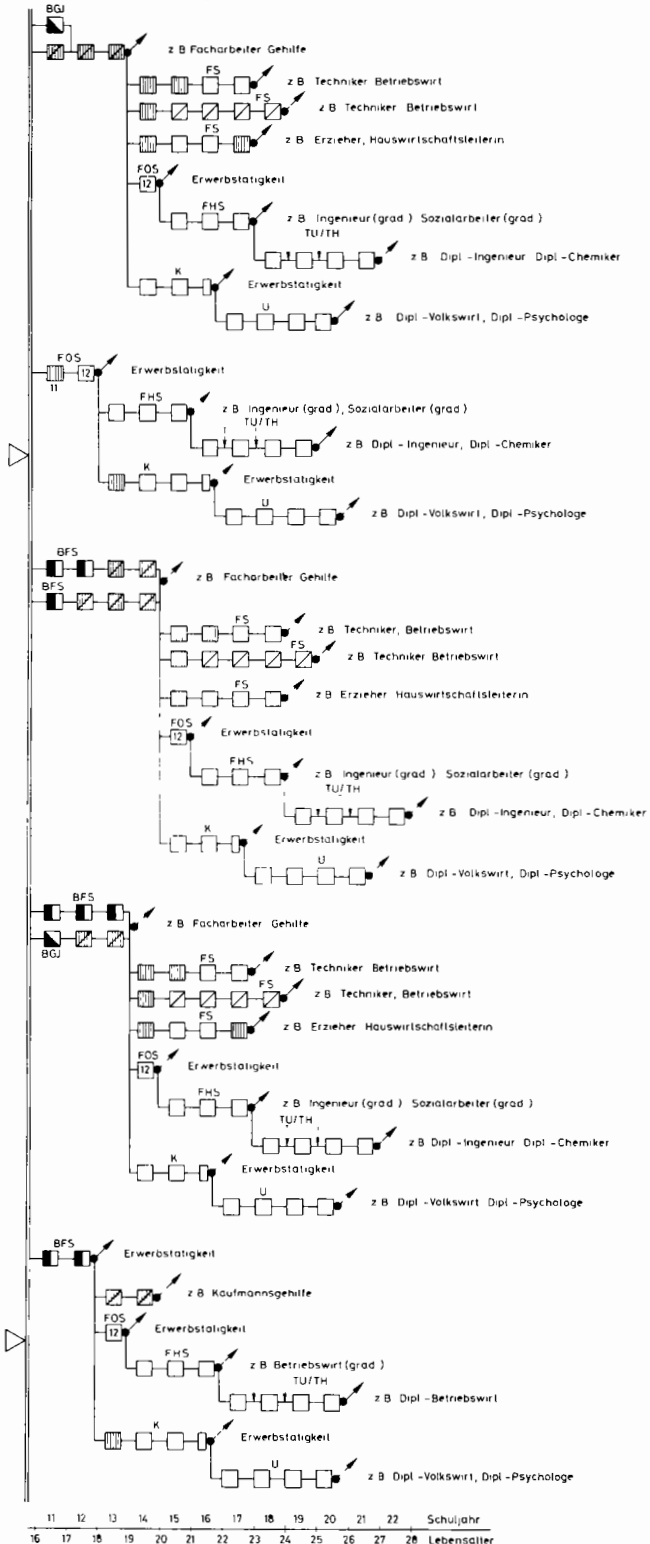 BGJ
z B Facharbeiter Gehilfe
FS
z B Techniker Betriebswirt
FS
z B Techniker Betriebswirt
FS
z B Erzieher, Hauswirtschaftsleiterin
FOS
Erwerbstätigkeit
12
FHS
z B Ingenieur (grad ) Sozialarbeiter (grad )
TU/TH
z B Dipl -Ingenieur Dipl -Chemiker
K
Erwerbstätigkeit
U
z B Dipl -Volkswirt, Dipl -Psychologe
FOS
Erwerbstätigkeit
12
11
FHS
z B Ingenieur (grad ), Sozialarbeiter (grad )
TU/TH
z B Dipl - Ingenieur, Dipl -Chemiker
K
Erwerbstätigkeit
U
z B Dipl -Volkswirt, Dipl -Psychologe
BFS
z B Facharbeiter Gehilfe
BFS
FS
z B Techniker, Betriebswirt
FS
z B Techniker Betriebswirt
FS
z B Erzieher Hauswirtschaftsleiterin
FOS
Erwerbstätigkeit
12
FHS
z B Ingenieur (grad ) Sozialarbeiter (grad )
TU/TH
z B Dipl -Ingenieur, Dipl -Chemiker
K
Erwerbstätigkeit
U
z B Dipl -Volkswirt, Dipl -Psychologe
BFS
z B Facharbeiter Gehilfe
BGJ
FS
z B Techniker Betriebswirt
FS
z B Techniker, Betriebswirt
FS
z B Erzieher Hauswirtschaftsleiterin
FOS
Erwerbstätigkeit
12
FHS
z B Ingenieur (grad ) Sozialarbeiter (grad )
TU/TH
z B Dipl -Ingenieur Dipl -Chemiker
K
Erwerbstätigkeit
U
z B Dipl -Volkswirt Dipl -Psychologe
BFS
Erwerbstätigkeit
z B Kaufmannsgehilfe
FOS
Erwerbstätigkeit
12
FHS
z B Betriebswirt (grad )
TU/TH
z B Dipl -Betriebswirt
K
Erwerbstätigkeit
U
z B Dipl -Volkswirt, Dipl -Psychologe
11 12 13 14 15 16 17 18 19 20 21 22 Schuljahr
16 17 18 19 20 21 22 23 24 25 26 27 28 Lebensalter